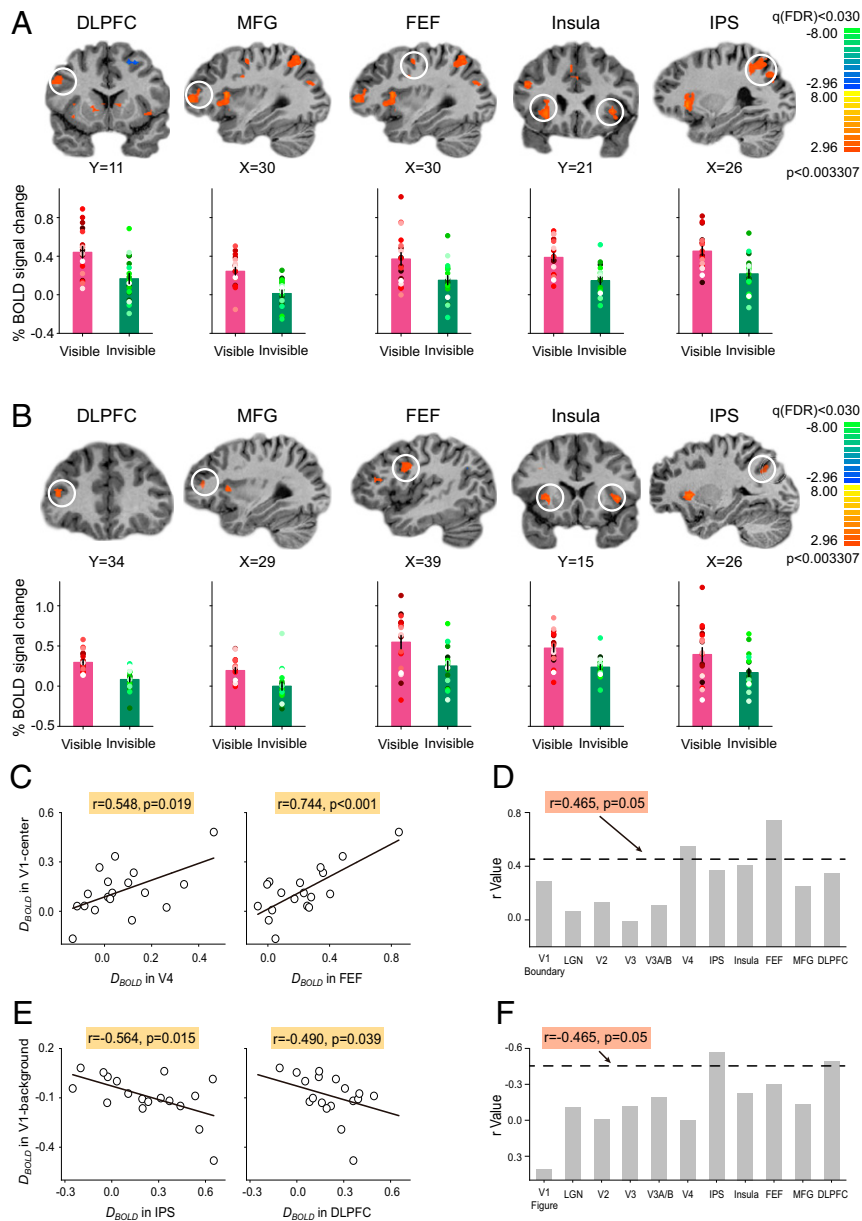 A
DLPFC MFG FEF Insula IPS
q(FDR)<0.030
-8.00
-2.96
8.00
2.96
p<0.003307
Y=11 X=30 X=30 Y=21 X=26
% BOLD signal change
0.8
0.4
0.0
-0.4
Visible Invisible Visible Invisible Visible Invisible Visible Invisible Visible Invisible
B
DLPFC MFG FEF Insula IPS
q(FDR)<0.030
-8.00
-2.96
8.00
2.96
p<0.003307
Y=34 X=29 X=39 Y=15 X=26
% BOLD signal change
1.0
0.5
0.0
-0.5
Visible Invisible Visible Invisible Visible Invisible Visible Invisible Visible Invisible
C
r=0.548, p=0.019 r=0.744, p<0.001
DBOLD in V1-center
0.6
0.3
0.0
0.0 0.2 0.4 0.0 0.4 0.8
DBOLD in V4 DBOLD in FEF
D
r=0.465, p=0.05
r Value
0.8
0.4
0.0
V1 Boundary LGN V2 V3 V3A/B V4 IPS Insula FEF MFG DLPFC
E
r=-0.564, p=0.015 r=-0.490, p=0.039
DBOLD in V1-background
0.2
-0.1
-0.4
-0.3 0.0 0.3 0.6 -0.3 0.0 0.3 0.6
DBOLD in IPS DBOLD in DLPFC
F
r=-0.465, p=0.05
r Value
-0.6
-0.3
0.0
0.3
V1 Figure LGN V2 V3 V3A/B V4 IPS Insula FEF MFG DLPFC